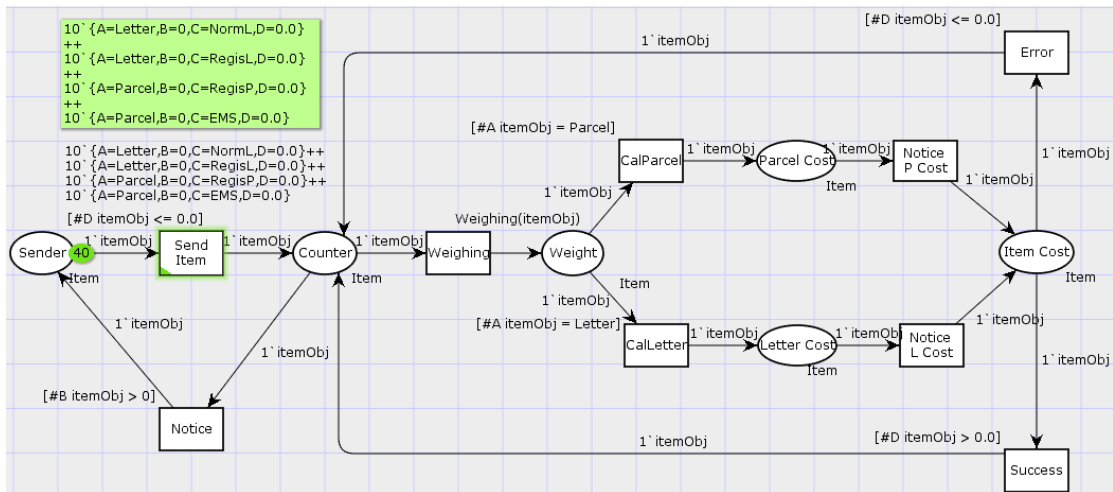 10`{A=Letter,B=0,C=NormL,D=0.0}
++
10`{A=Letter,B=0,C=RegisL,D=0.0}
++
10`{A=Parcel,B=0,C=RegisP,D=0.0}
++
10`{A=Parcel,B=0,C=EMS,D=0.0}
10`{A=Letter,B=0,C=NormL,D=0.0}++
10`{A=Letter,B=0,C=RegisL,D=0.0}++
10`{A=Parcel,B=0,C=RegisP,D=0.0}++
10`{A=Parcel,B=0,C=EMS,D=0.0}
[#D itemObj <= 0.0]
1`itemObj
Error
[#A itemObj = Parcel]
CalParcel
1`itemObj
Parcel Cost
Item
1`itemObj
Notice
P Cost
1`itemObj
1`itemObj
1`itemObj
[#D itemObj <= 0.0]
Sender
40
Item
1`itemObj
Send
Item
1`itemObj
Counter
Item
1`itemObj
Weighing(itemObj)
Weighing
Weight
Item
Item Cost
Item
1`itemObj
[#A itemObj = Letter]
CalLetter
1`itemObj
Letter Cost
Item
1`itemObj
Notice
L Cost
1`itemObj
1`itemObj
1`itemObj
1`itemObj
[#B itemObj > 0]
Notice
1`itemObj
[#D itemObj > 0.0]
Success